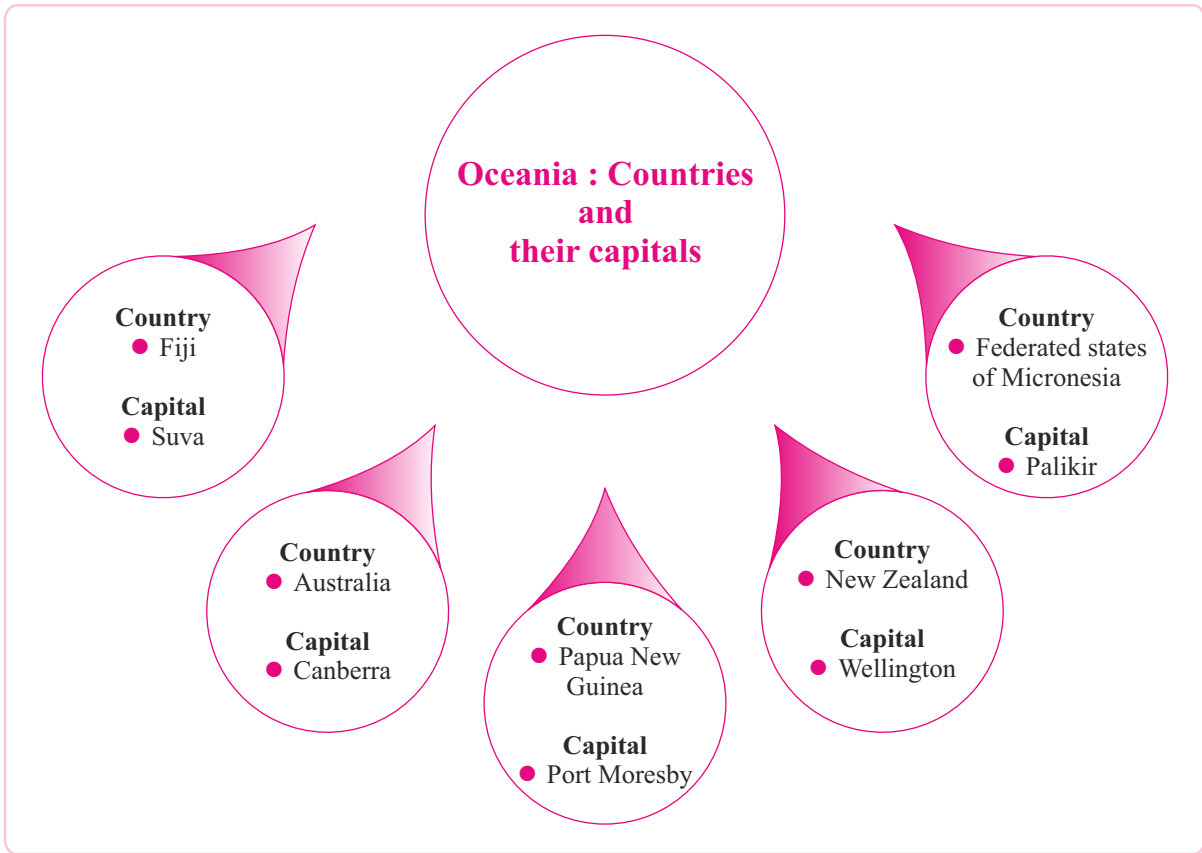 Oceania : Countries
and
their capitals
Country
Fiji
Capital
Suva
Country
Australia
Capital
Canberra
Country
Papua New
Guinea
Capital
Port Moresby
Country
New Zealand
Capital
Wellington
Country
Federated states
of Micronesia
Capital
Palikir